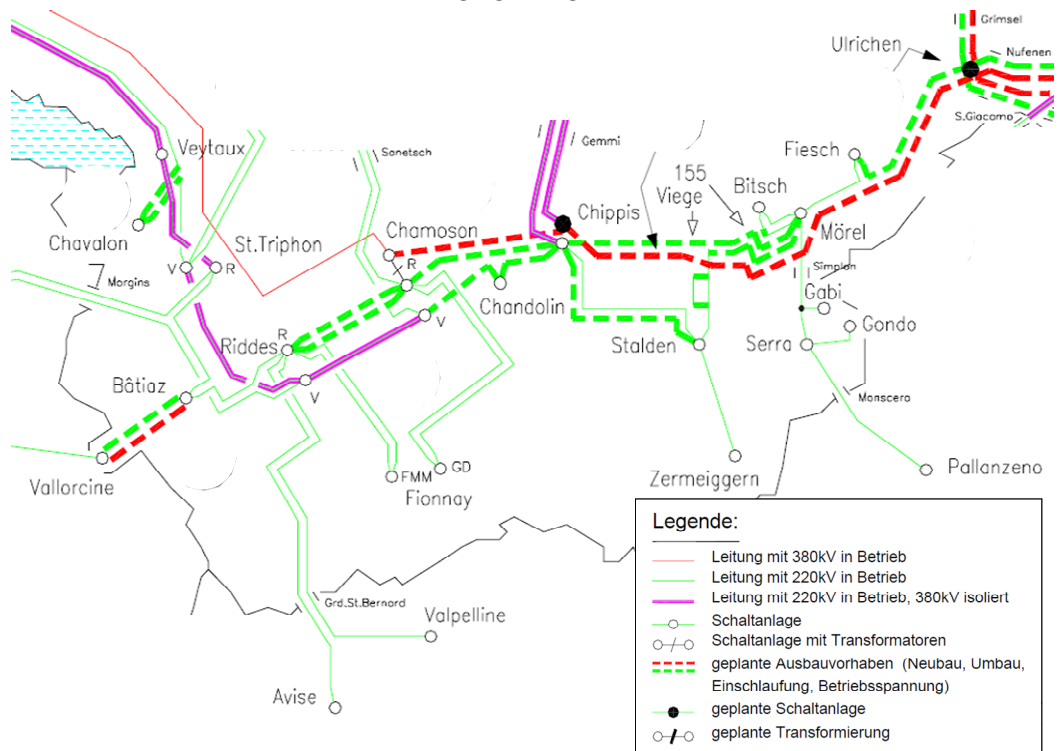 Grimsel
Ulrichen
Nufenen
S.Giacomo
Veytaux
Sanetsch
Gemmi
Fiesch
155
Viege
Bitsch
Chippis
Mörel
Chavalon
St.Triphon
Chamoson
V
R
R
Morgins
Simplon
Gabi
Chandolin
Gondo
V
R
Riddes
Stalden
Serra
Bâtiaz
V
Monscera
Vallorcine
FMM
GD
Fionnay
Zermeiggern
Pallanzeno
Grd.St.Bernard
Valpelline
Avise
Legende:
Leitung mit 380kV in Betrieb
Leitung mit 220kV in Betrieb
Leitung mit 220kV in Betrieb, 380kV isoliert
Schaltanlage
Schaltanlage mit Transformatoren
geplante Ausbauvorhaben (Neubau, Umbau,
Einschlaufung, Betriebsspannung)
geplante Schaltanlage
geplante Transformierung